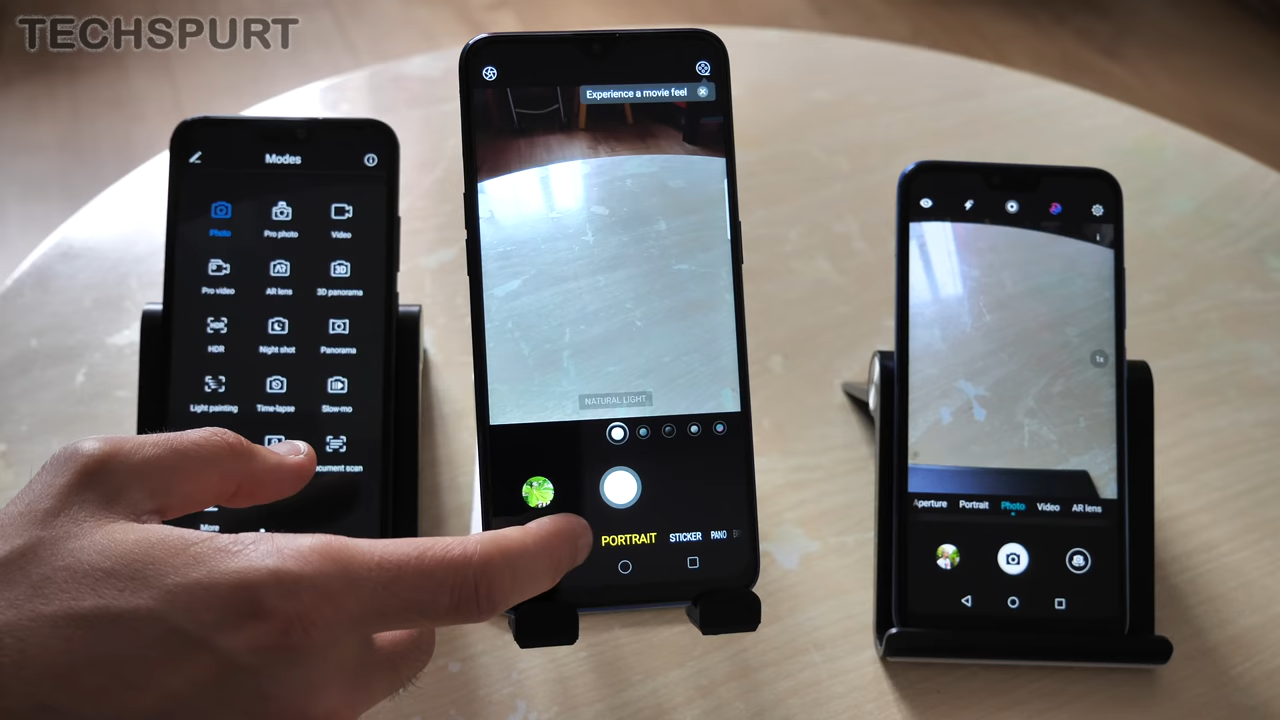 TECHSPURT
Modes
Photo
Pro photo
Video
Pro video
AR lens
3D panorama
HDR
Night shot
Panorama
Light painting
Time-lapse
Slow-mo
ocument scan
More
Experience a movie feel
NATURAL LIGHT
PORTRAIT
STICKER
PANO
1x
Aperture
Portrait
Photo
Video
AR lens